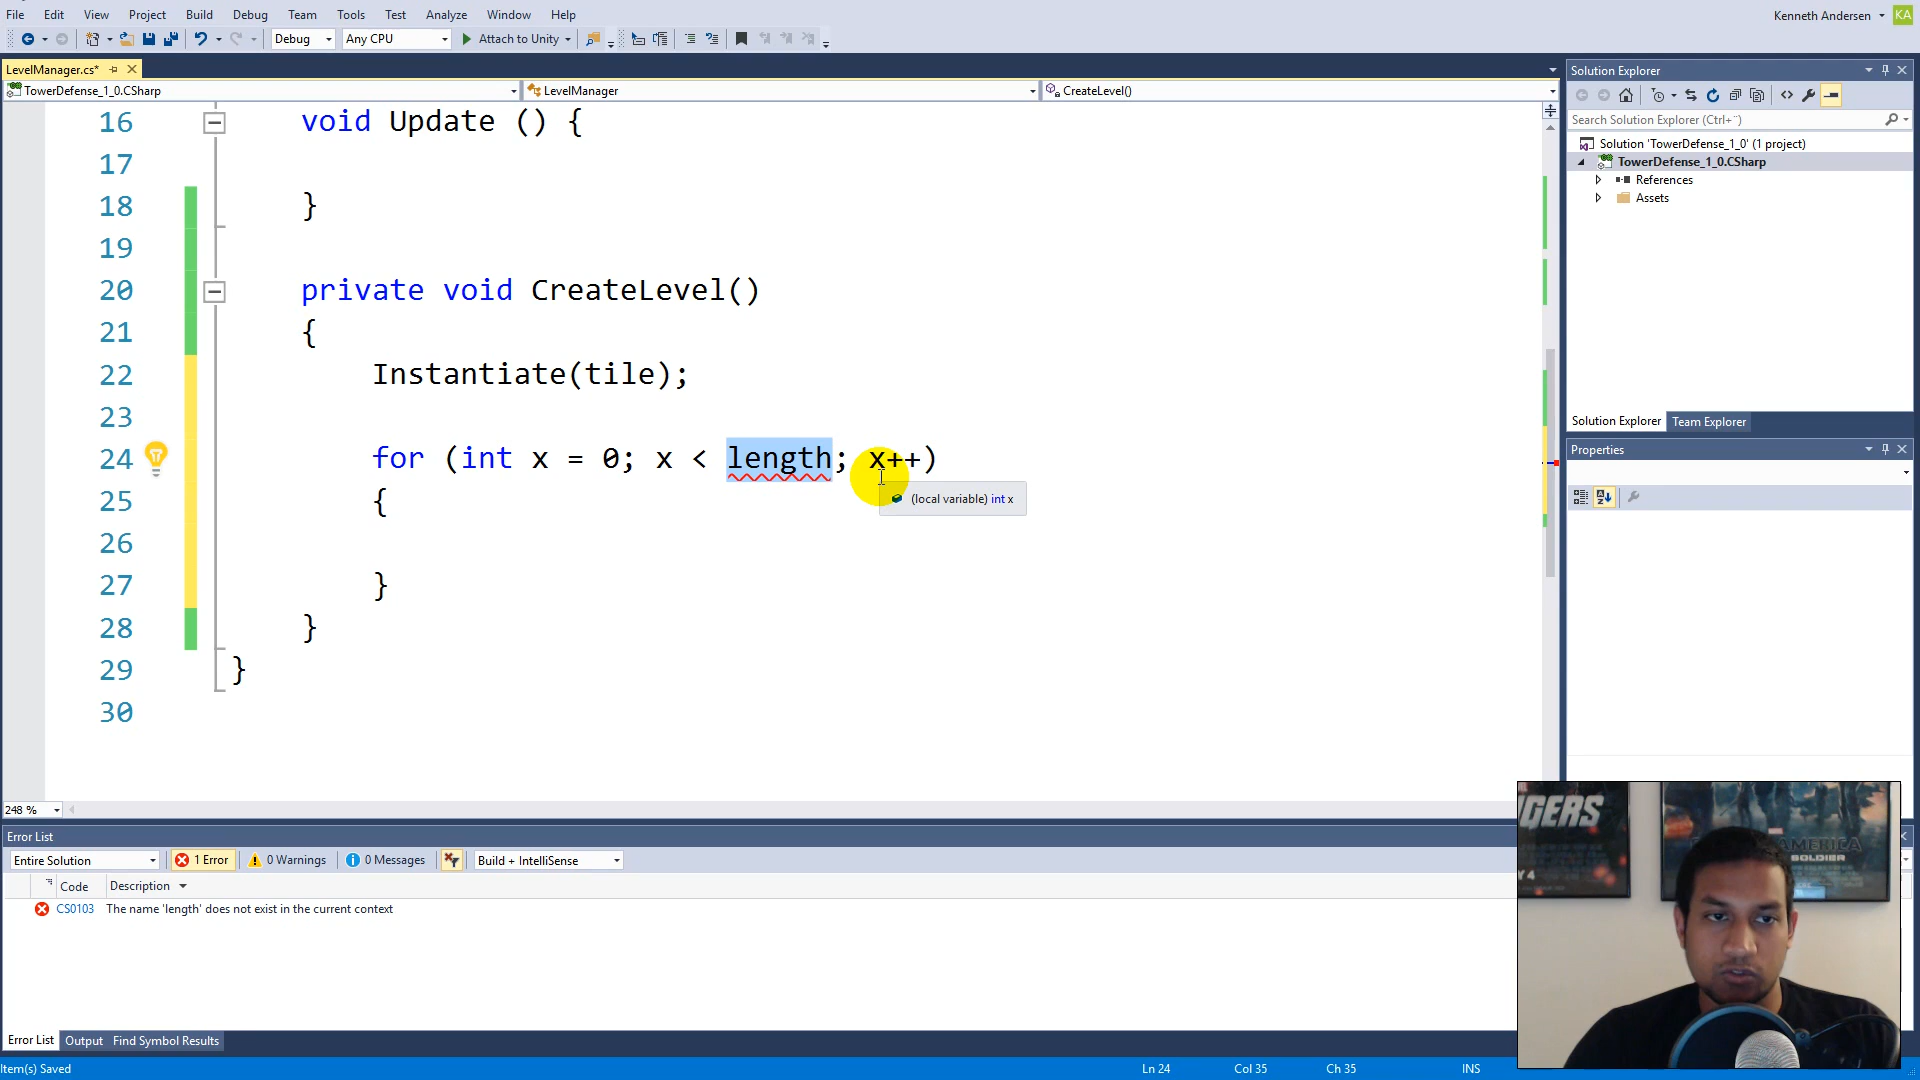 File Edit View Project Build Debug Team Tools Test Analyze Window Help
Kenneth Andersen KA
Debug Any CPU Attach to Unity
LevelManager.cs*
TowerDefense_1_0.CSharp LevelManager CreateLevel()
16 void Update () {
17
18 }
19
20 private void CreateLevel()
21 {
22 Instantiate(tile);
23
24 for (int x = 0; x < length; x++)
(local variable) int x
25 {
26
27 }
28 }
29 }
30
248 %
Solution Explorer
Search Solution Explorer (Ctrl+¨)
Solution 'TowerDefense_1_0' (1 project)
TowerDefense_1_0.CSharp
References
Assets
Solution Explorer Team Explorer
Properties
Error List
Entire Solution 1 Error 0 Warnings 0 Messages Build + IntelliSense
Code Description
CS0103 The name 'length' does not exist in the current context
Error List Output Find Symbol Results
Item(s) Saved Ln 24 Col 35 Ch 35 INS
NGERS
AMERICA
SOLDIER